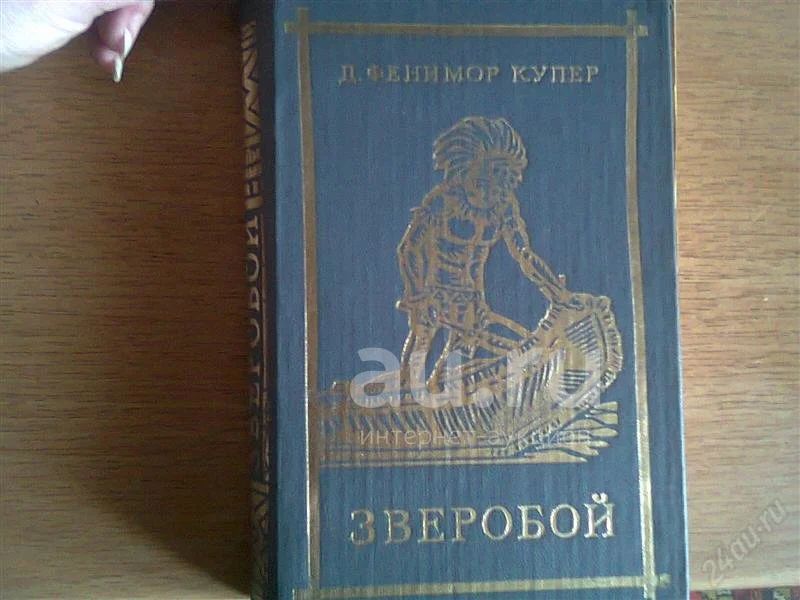 Д. ФЕНИМОР КУПЕР
ЗВЕРОБОЙ
ЗВЕРОБОЙ
au.ru
интернет-аукцион
24au.ru